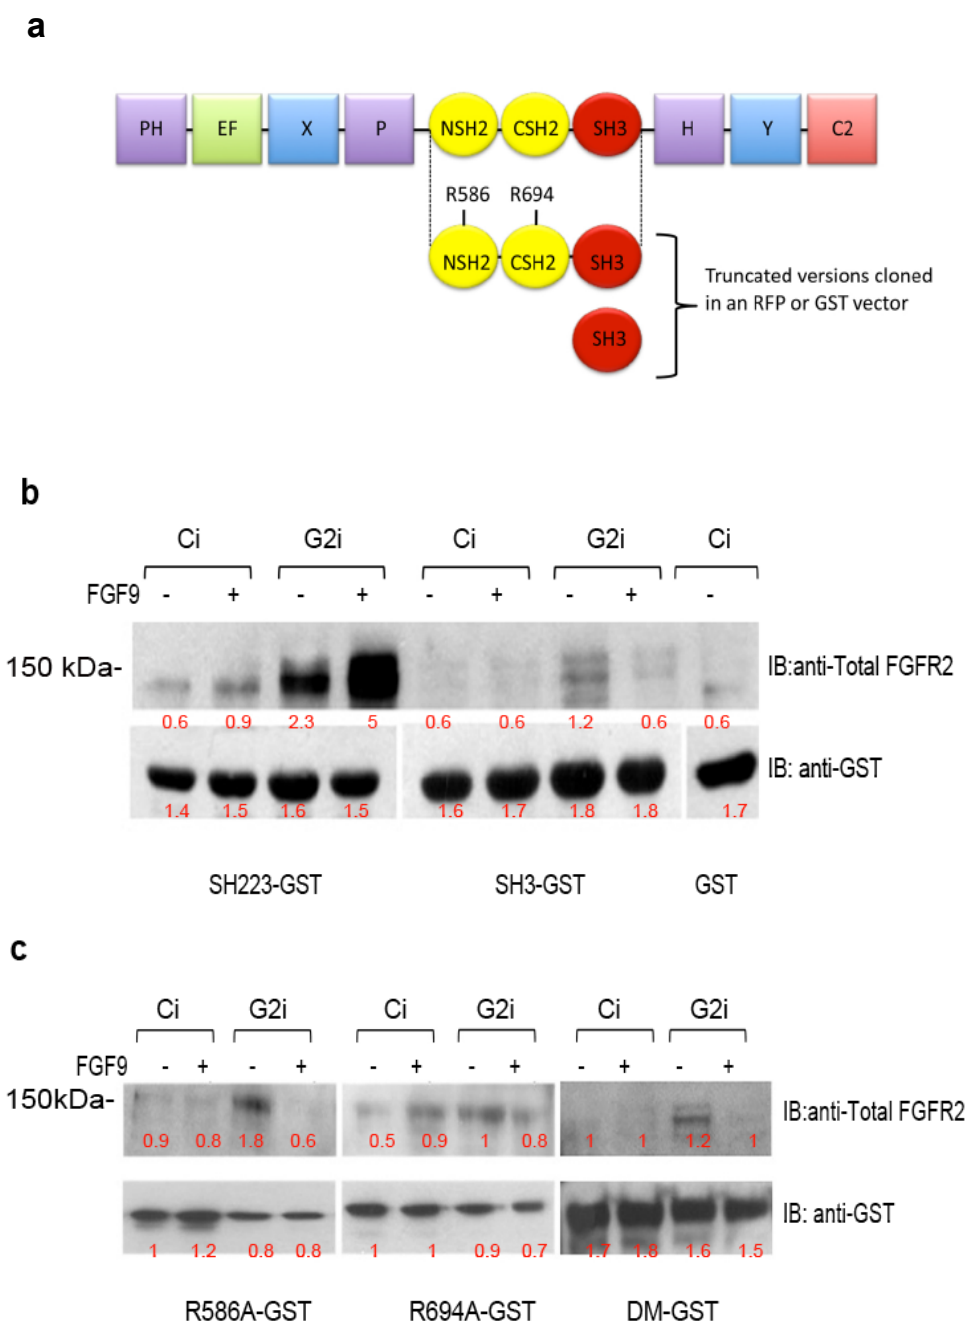 a
PH EF X P NSH2 CSH2 SH3 H Y C2
R586 R694
NSH2 CSH2 SH3
Truncated versions cloned
in an RFP or GST vector
SH3
b
Ci G2i Ci G2i Ci
FGF9 - + - + - + - + -
150 kDa-
IB:anti-Total FGFR2
0.6 0.9 2.3 5 0.6 0.6 1.2 0.6 0.6
IB: anti-GST
1.4 1.5 1.6 1.5 1.6 1.7 1.8 1.8 1.7
SH223-GST SH3-GST GST
c
Ci G2i Ci G2i Ci G2i
FGF9 - + - + - + - + - + - +
150kDa-
IB:anti-Total FGFR2
0.9 0.8 1.8 0.6 0.5 0.9 1 0.8 1 1 1.2 1
IB: anti-GST
1 1.2 0.8 0.8 1 1 0.9 0.7 1.7 1.8 1.6 1.5
R586A-GST R694A-GST DM-GST